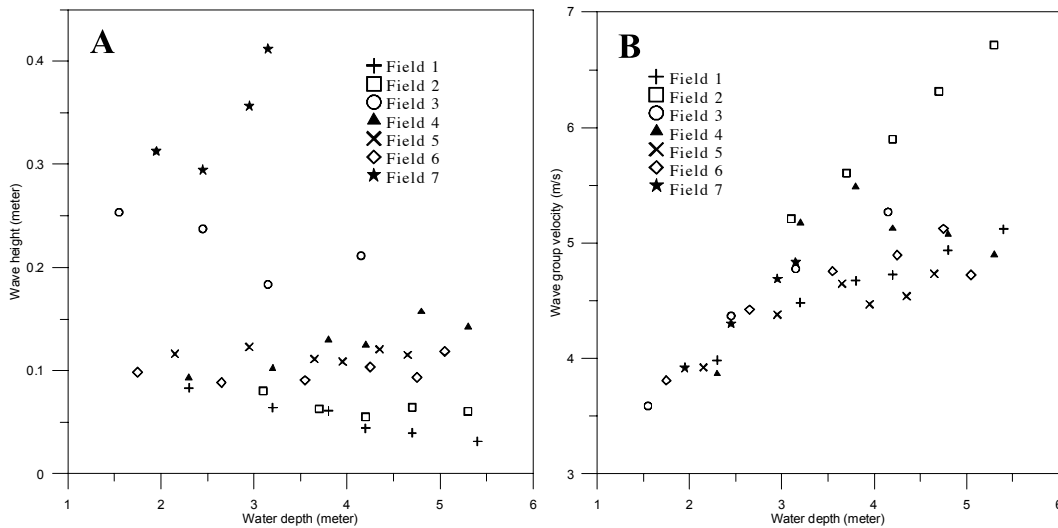 A
0.4
0.3
0.2
0.1
0
Wave height (meter)
Field 1
Field 2
Field 3
Field 4
Field 5
Field 6
Field 7
1 2 3 4 5 6
Water depth (meter)
B
7
6
5
4
3
Wave group velocity (m/s)
Field 1
Field 2
Field 3
Field 4
Field 5
Field 6
Field 7
1 2 3 4 5 6
Water depth (meter)